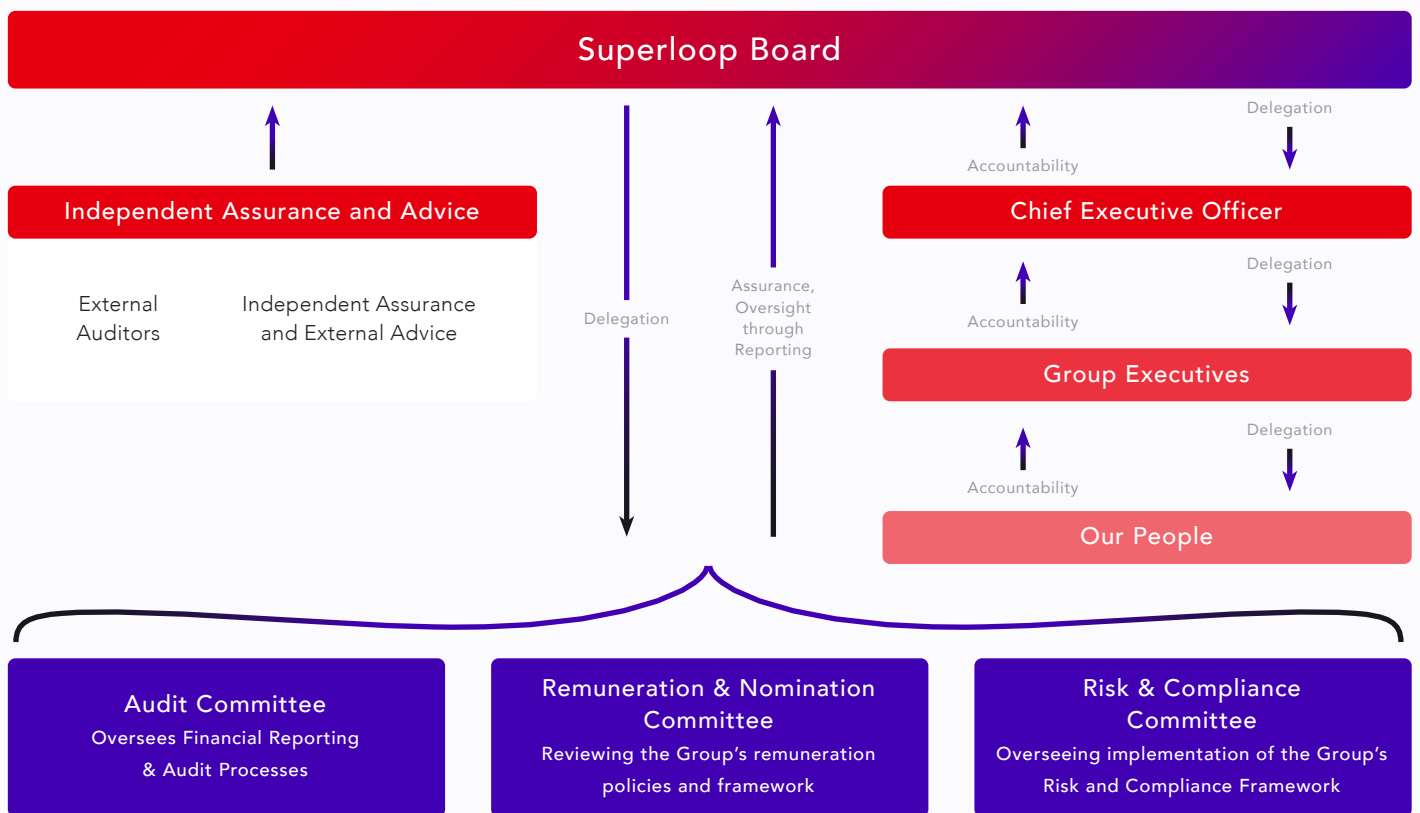 Superloop Board
Delegation
Accountability
Independent Assurance and Advice
Chief Executive Officer
External
Auditors
Independent Assurance
and External Advice
Delegation
Assurance,
Oversight
through
Reporting
Delegation
Accountability
Group Executives
Delegation
Accountability
Our People
Audit Committee
Oversees Financial Reporting
& Audit Processes
Remuneration & Nomination
Committee
Reviewing the Group’s remuneration
policies and framework
Risk & Compliance
Committee
Overseeing implementation of the Group’s
Risk and Compliance Framework